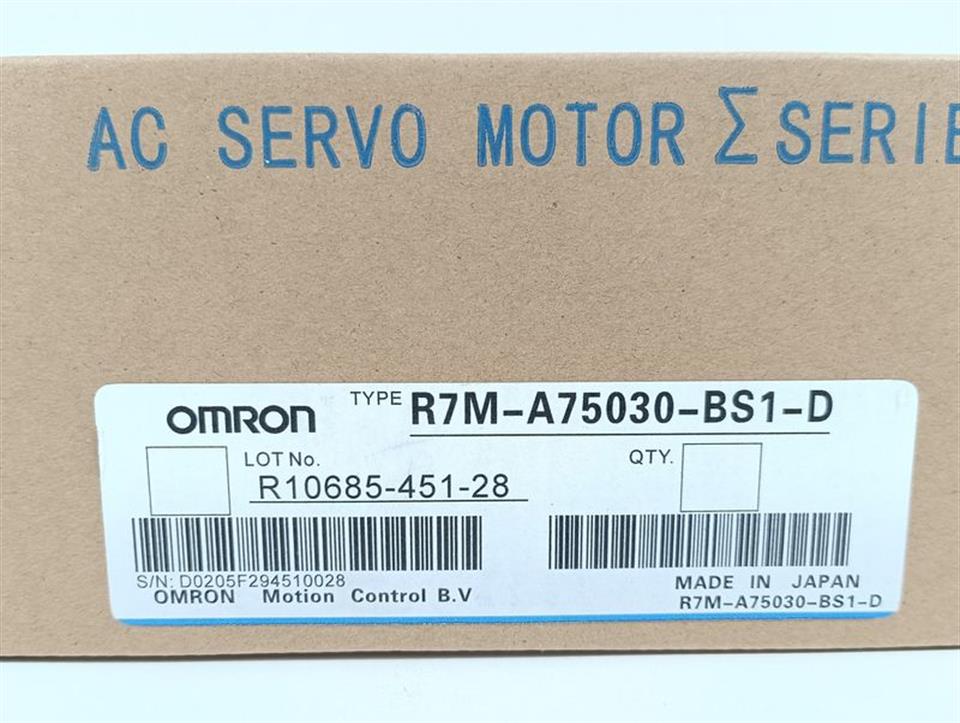 AC SERVO MOTOR Σ SERIE
OMRON TYPE R7M-A75030-BS1-D
LOT No. QTY.
R10685-451-28
S/N: D0205F294510028
OMRON Motion Control B.V
MADE IN JAPAN
R7M-A75030-BS1-D